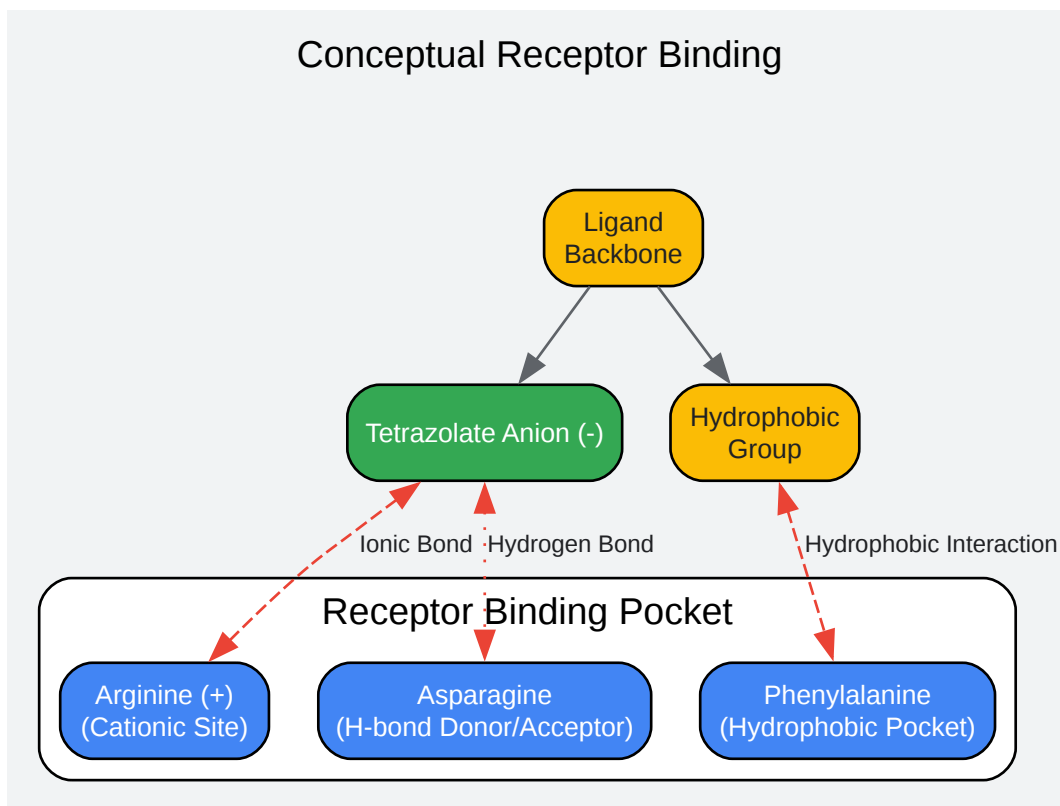 Conceptual Receptor Binding
Ligand
Backbone
Tetrazolate Anion (-)
Hydrophobic
Group
Ionic Bond
Hydrogen Bond
Hydrophobic Interaction
Receptor Binding Pocket
Arginine (+)
(Cationic Site)
Asparagine
(H-bond Donor/Acceptor)
Phenylalanine
(Hydrophobic Pocket)